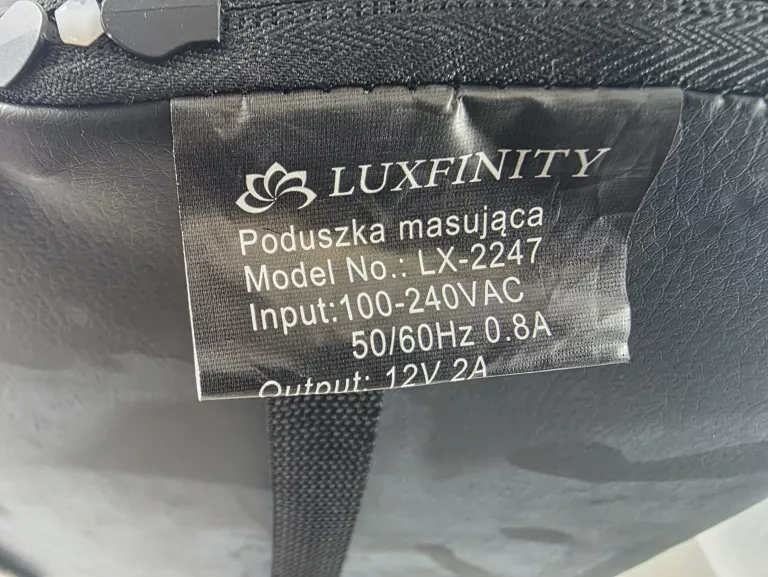 LUXFINITY
Poduszka masująca
Model No.: LX-2247
Input:100-240VAC
50/60Hz 0.8A
Output: 12V 2A